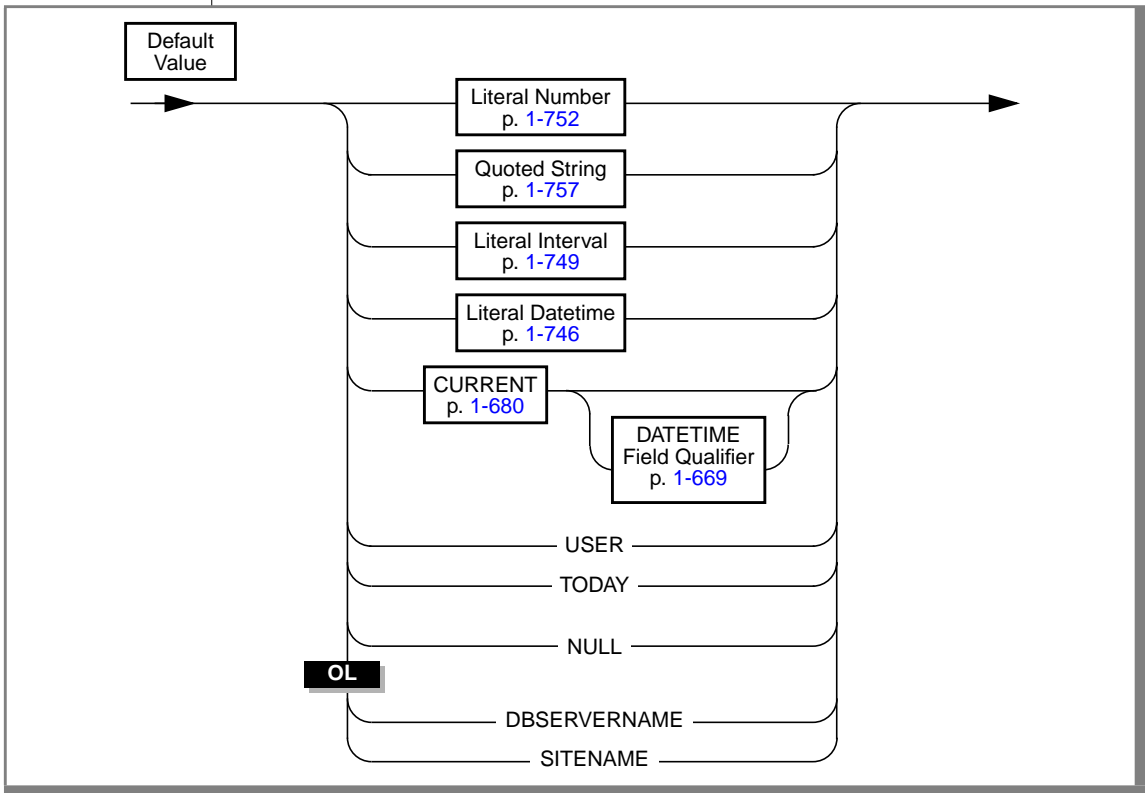 Default
Value
Literal Number
p. 1-752
Quoted String
p. 1-757
Literal Interval
p. 1-749
Literal Datetime
p. 1-746
CURRENT
p. 1-680
DATETIME
Field Qualifier
p. 1-669
USER
TODAY
NULL
OL
DBSERVERNAME
SITENAME